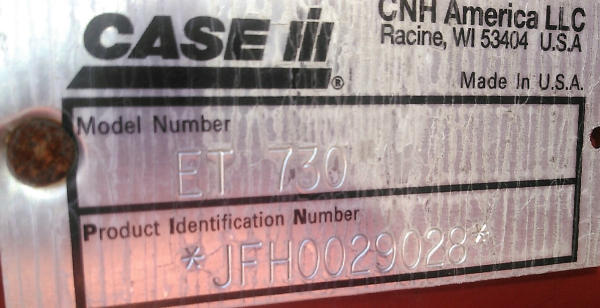 CASE IH®
CNH America LLC
Racine, WI 53404 U.S.A
Made In U.S.A.
Model Number
ET 730
Product Identification Number
*JFH0029028*